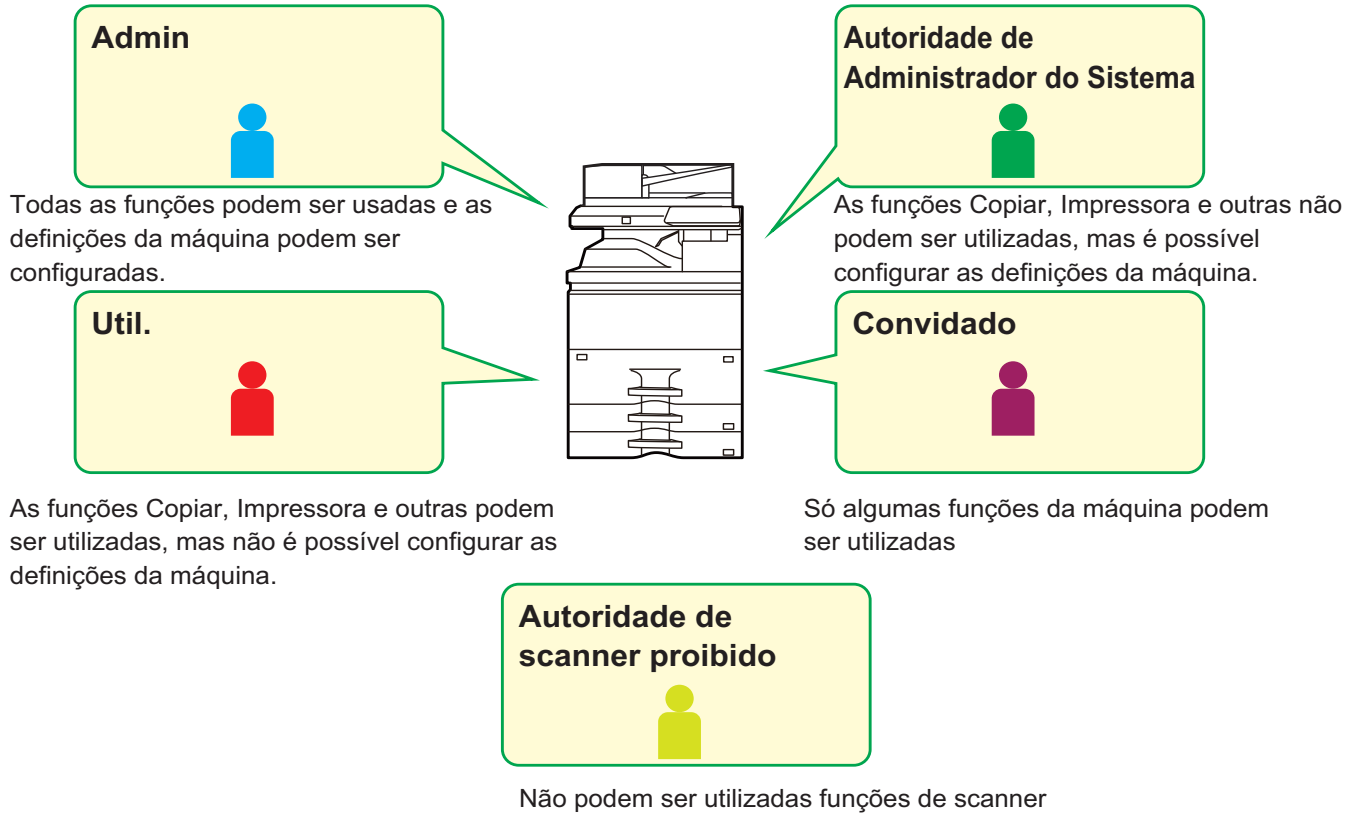 Admin
Todas as funções podem ser usadas e as
definições da máquina podem ser
configuradas.
Autoridade de
Administrador do Sistema
As funções Copiar, Impressora e outras não
podem ser utilizadas, mas é possível
configurar as definições da máquina.
Util.
As funções Copiar, Impressora e outras podem
ser utilizadas, mas não é possível configurar as
definições da máquina.
Convidado
Só algumas funções da máquina podem
ser utilizadas
Autoridade de
scanner proibido
Não podem ser utilizadas funções de scanner